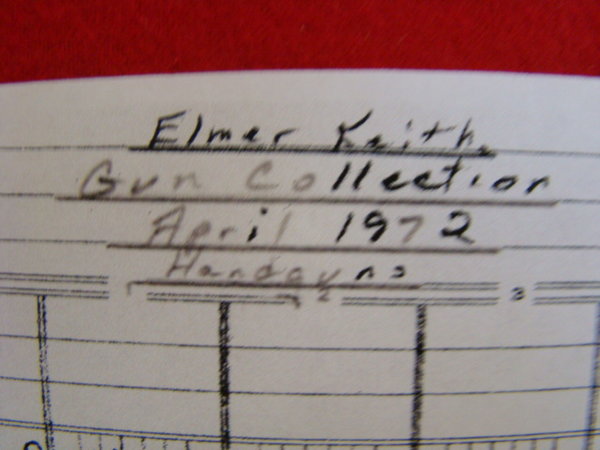 Elmer Keith
Gun Collection
April 1972
Handguns
2 3